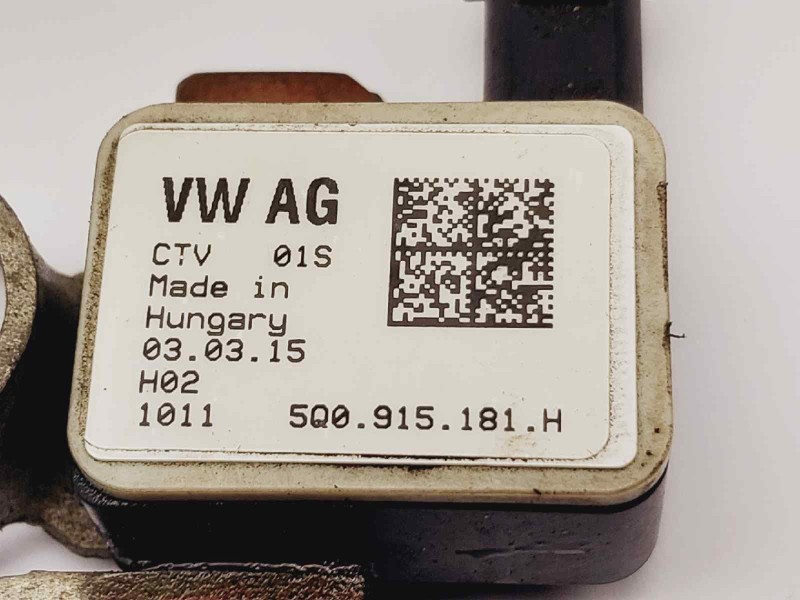 VW AG
CTV 01S
Made in
Hungary
03.03.15
H02
1011 5Q0.915.181.H